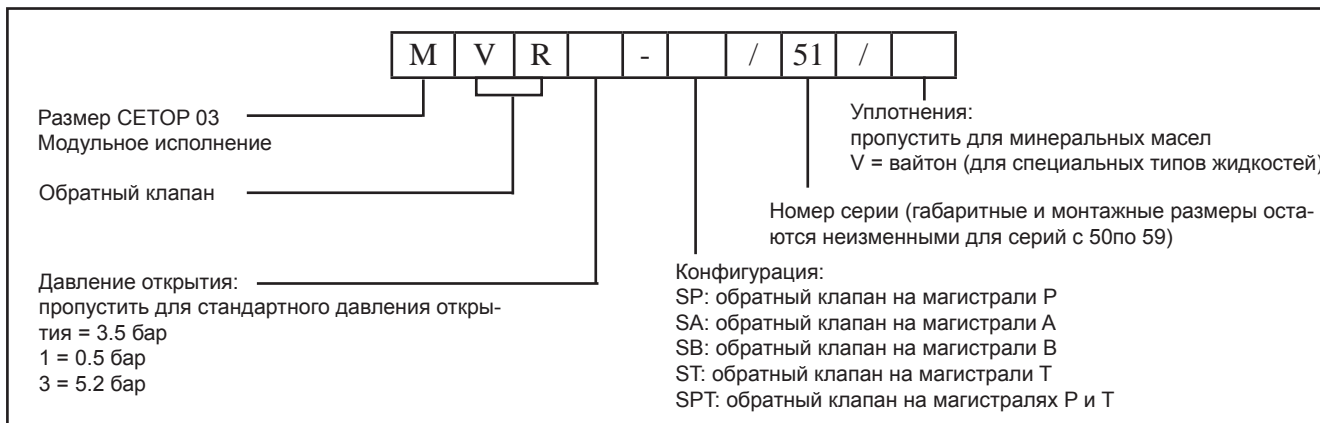 M V R - / 51 /
Размер CETOP 03
Модульное исполнение
Обратный клапан
Давление открытия:
пропустить для стандартного давления откры-
тия = 3.5 бар
1 = 0.5 бар
3 = 5.2 бар
Уплотнения:
пропустить для минеральных масел
V = вайтон (для специальных типов жидкостей)
Номер серии (габаритные и монтажные размеры оста-
ются неизменными для серий с 50по 59)
Конфигурация:
SP: обратный клапан на магистрали P
SA: обратный клапан на магистрали A
SB: обратный клапан на магистрали B
ST: обратный клапан на магистрали T
SPT: обратный клапан на магистралях P и T